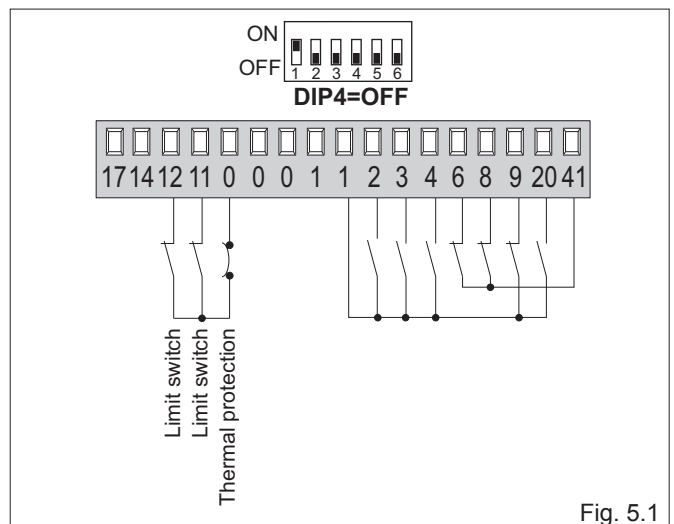 ON
OFF
1 2 3 4 5 6
DIP4=OFF
17 14 12 11 0 0 0 1 1 2 3 4 6 8 9 20 41
Limit switch
Limit switch
Thermal protection
Fig. 5.1